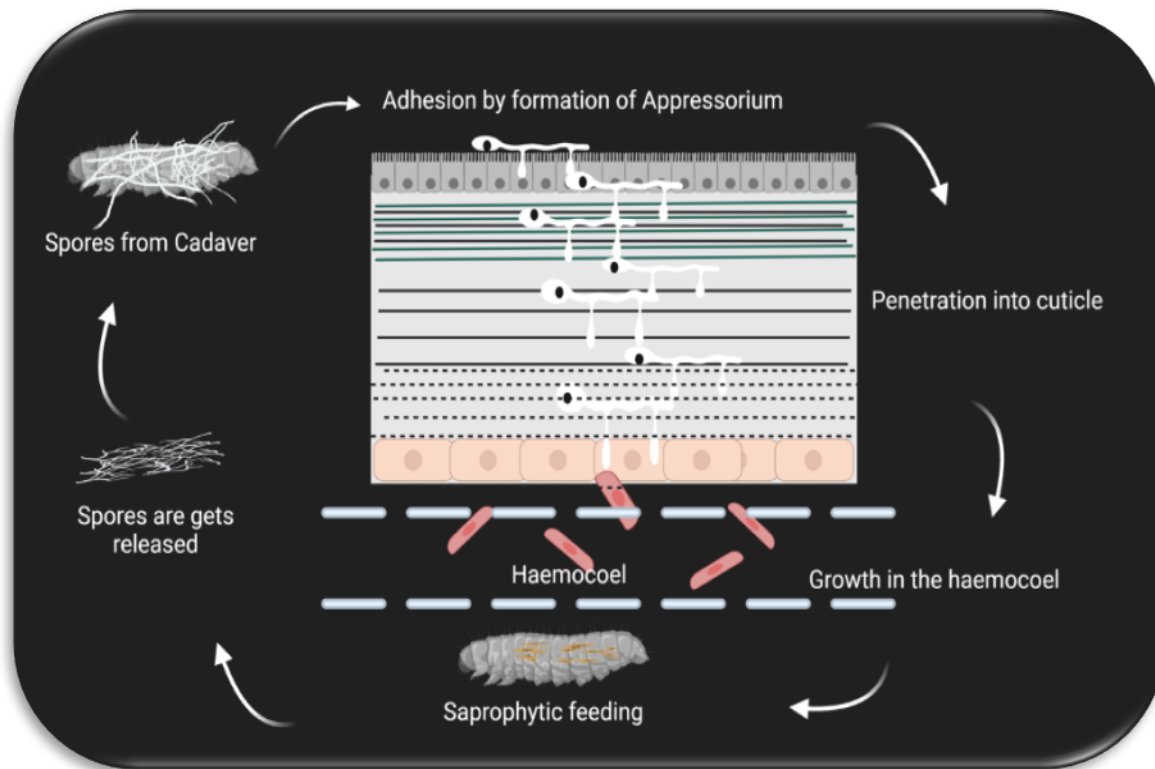 Adhesion by formation of Appressorium
Spores from Cadaver
Penetration into cuticle
Spores are gets
released
Haemocoel
Growth in the haemocoel
Saprophytic feeding